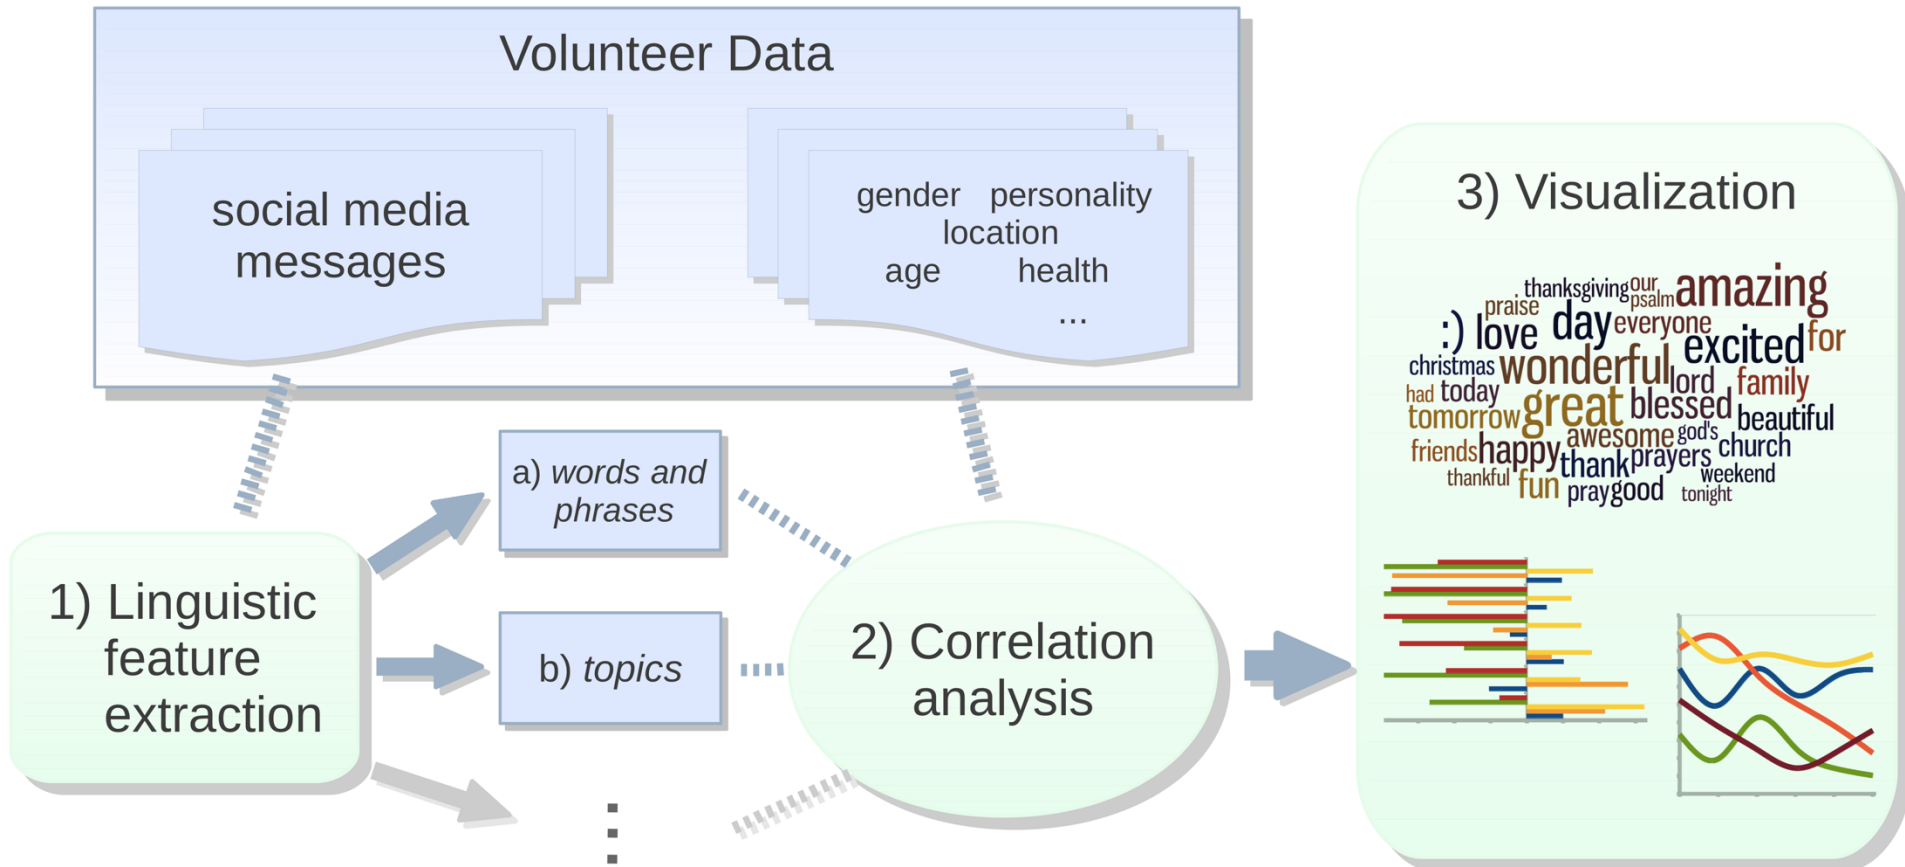 Volunteer Data
social media
messages
gender personality
location
age health
...
1) Linguistic
feature
extraction
a) words and
phrases
b) topics
2) Correlation
analysis
3) Visualization
thanksgiving our amazing
praise psalm
:) love day everyone excited for
christmas wonderful lord family
had today great blessed beautiful
tomorrow awesome god's church
friends happy thank prayers weekend
thankful fun pray good tonight